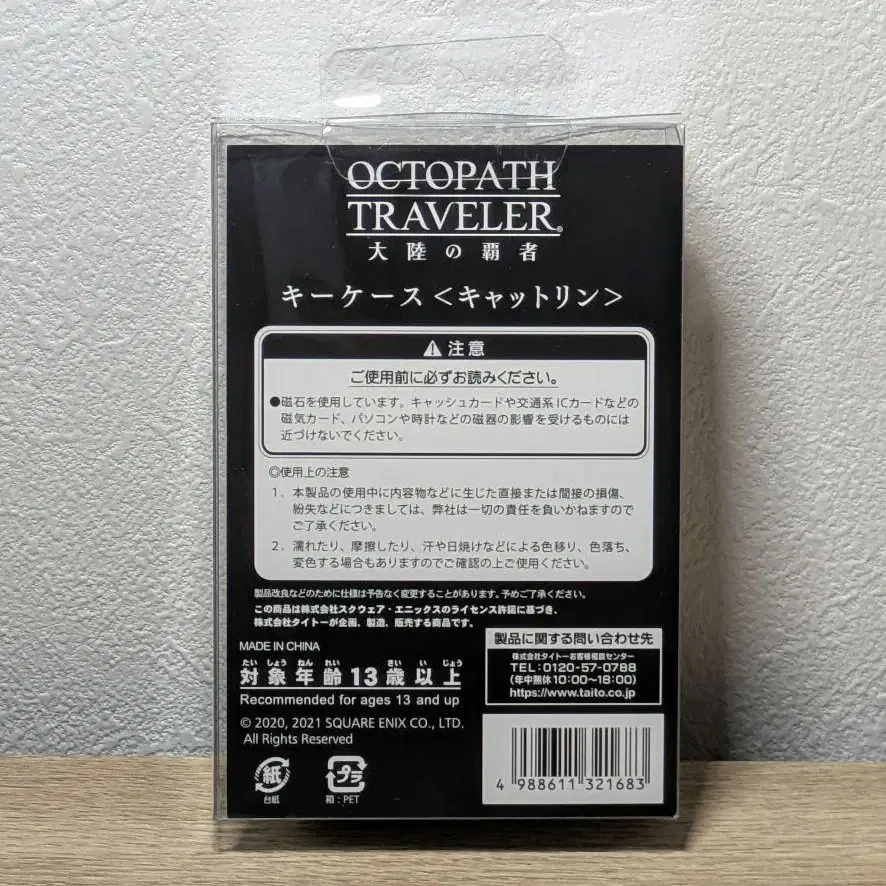 OCTOPATH
TRAVELER®
大陸の覇者
キーケース<キャットリン>
⚠注意
ご使用前に必ずお読みください。
●磁石を使用しています。キャッシュカードや交通系ICカードなどの
磁気カード、パソコンや時計などの磁器の影響を受けるものには
近づけないでください。
◎使用上の注意
1. 本製品の使用中に内容物などに生じた直接または間接の損傷、
紛失などにつきましては、弊社は一切の責任を負いかねますので
ご了承ください。
2. 濡れたり、摩擦したり、汗や日焼けなどによる色移り、色落ち、
変色する場合もありますのでご確認の上ご使用ください。
製品改良などのために仕様は予告なく変更することがあります。予めご了承ください。
この商品は株式会社スクウェア・エニックスのライセンス許諾に基づき、
株式会社タイトーが企画、製造、販売する商品です。
MADE IN CHINA
たいしょうねんれい さいいじょう
対象年齢13歳以上
Recommended for ages 13 and up
© 2020, 2021 SQUARE ENIX CO., LTD.
All Rights Reserved
紙
台紙
プラ
箱:PET
製品に関する問い合わせ先
株式会社タイトーお客様相談センター
TEL:0120-57-0788
(年中無休10:00~18:00)
https://www.taito.co.jp
4 988611 321683